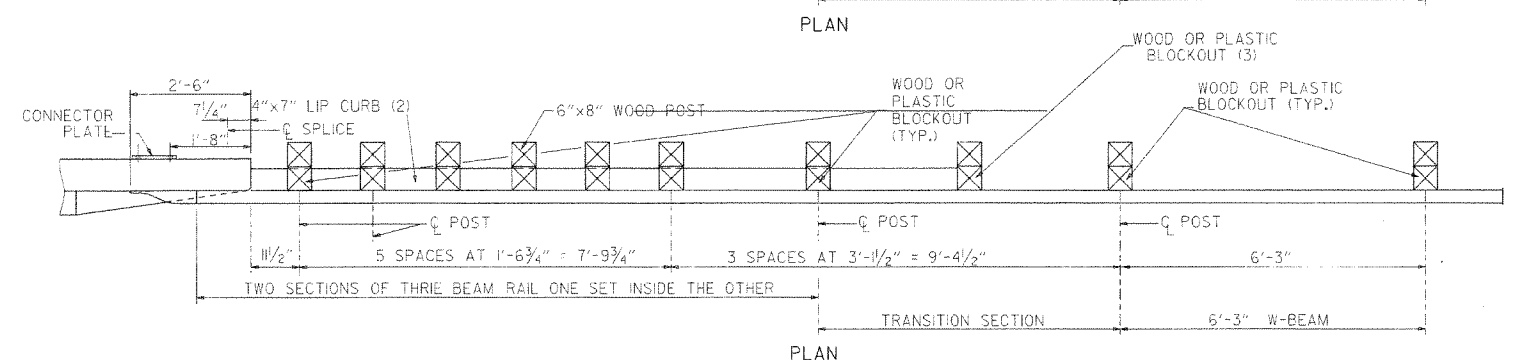 PLAN
WOOD OR PLASTIC
BLOCKOUT (3)
2'-6"
WOOD OR
PLASTIC
BLOCKOUT
(TYP.)
WOOD OR PLASTIC
BLOCKOUT (TYP.)
7 1/4"
4"x7" LIP CURB (2)
6"x8" WOOD POST
CONNECTOR
PLATE
℄ SPLICE
1'-8"
℄ POST
℄ POST
℄ POST
11 1/2"
5 SPACES AT 1'-6 3/4" = 7'-9 3/4"
3 SPACES AT 3'-1 1/2" = 9'-4 1/2"
6'-3"
TWO SECTIONS OF THRIE BEAM RAIL ONE SET INSIDE THE OTHER
TRANSITION SECTION
6'-3" W-BEAM
PLAN